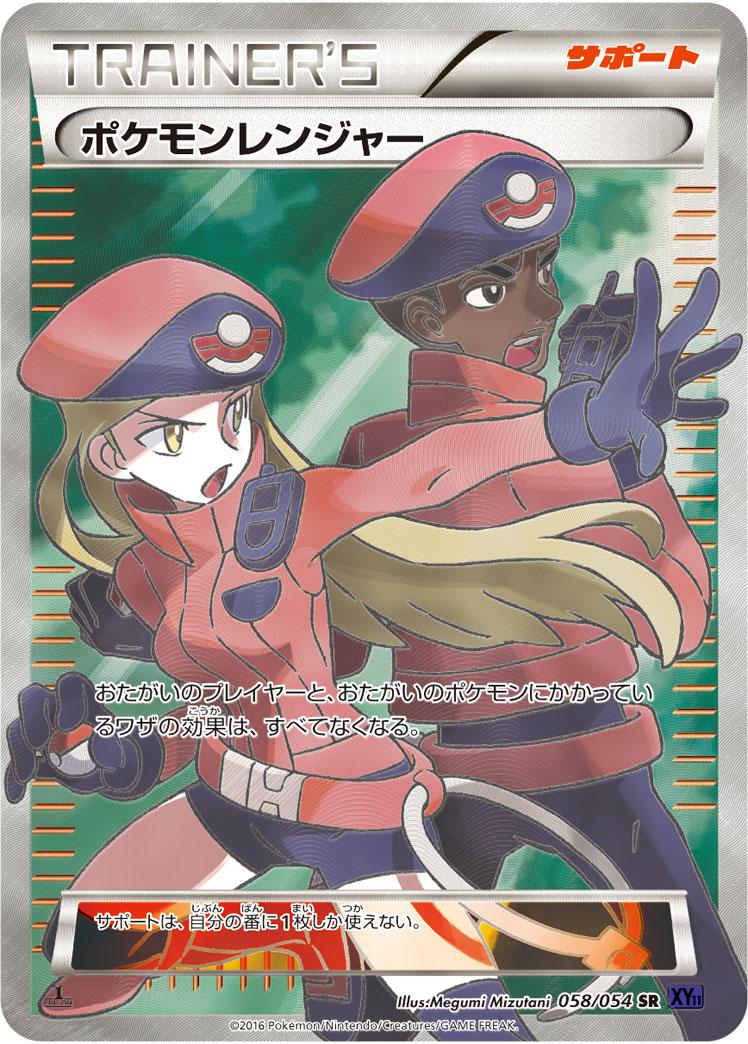 TRAINER'S
サポート
ポケモンレンジャー
おたがいのプレイヤーと、おたがいのポケモンにかかってい
るワザの効果は、すべてなくなる。
サポートは、自分の番に1枚しか使えない。
1
Illus:Megumi Mizutani 058/054 SR XY11
©2016 Pokémon/Nintendo/Creatures/GAME FREAK.